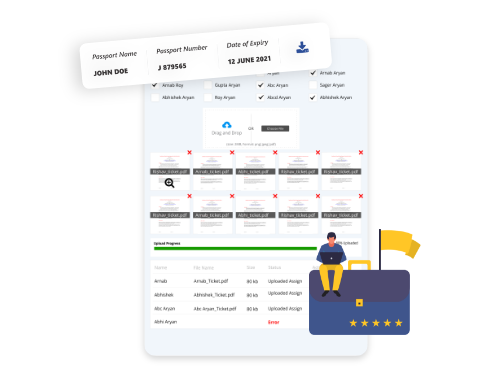 Passport Name Passport Number Date of Expiry
JOHN DOE J 879565 12 JUNE 2021
Arnab Aryan
Arnab Roy Gupta Aryan Abc Aryan Sagar Aryan
Abhishek Aryan Roy Aryan Abcd Aryan Abhishek Aryan
Drag and Drop OR
Rishav_ticket.pdf Arnab_ticket.pdf Abhi_ticket.pdf Rishav_ticket.pdf Rishav_ticket.pdf
Rishav_ticket.pdf Arnab_ticket.pdf Abhi_ticket.pdf Rishav_ticket.pdf Rishav_ticket.pdf
Upload Progress Uploaded
Name File Name Size Status
Arnab Arnab_Ticket.pdf 80 kb Uploaded Assign
Abhishek Abhishek_Ticket.pdf 80 kb Uploaded Assign
Abc Aryan Abc Aryan_Ticket.pdf 80 kb Uploaded Assign
Abhi Aryan Error